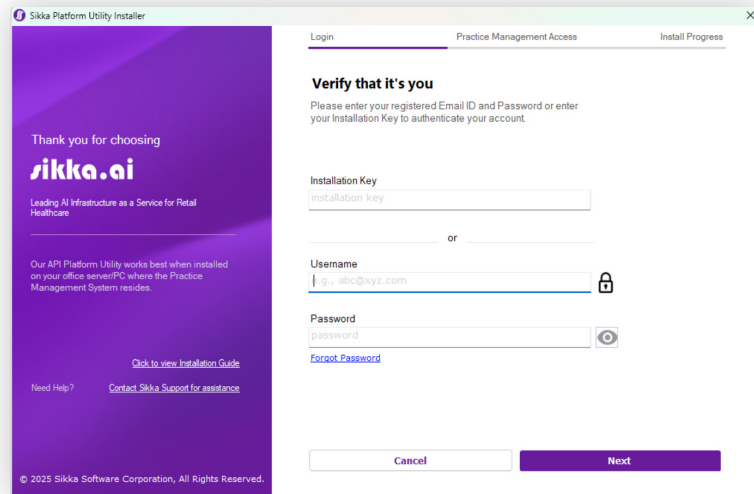 Sikka Platform Utility Installer
Login
Practice Management Access
Install Progress
Thank you for choosing
sikka.ai
Leading AI Infrastructure as a Service for Retail
Healthcare
Our API Platform Utility works best when installed
on your office server/PC where the Practice
Management System resides.
Click to view Installation Guide
Need Help?
Contact Sikka Support for assistance
© 2025 Sikka Software Corporation, All Rights Reserved.
Verify that it's you
Please enter your registered Email ID and Password or enter
your Installation Key to authenticate your account.
Installation Key
installation key
or
Username
e.g., abc@xyz.com
Password
password
Forgot Password
Cancel
Next